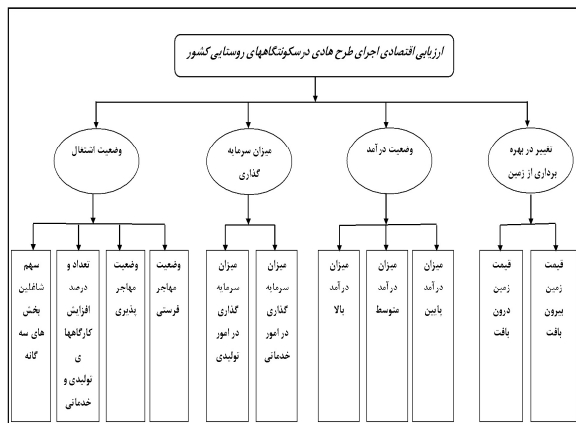 ارزیابی اقتصادی اجرای طرح هادی درسکونتگاههای روستایی کشور
تغییر در بهره
برداری از زمین
وضعیت درآمد
میزان سرمایه
گذاری
وضعیت اشتغال
قیمت
زمین
بیرون
بافت
قیمت
زمین
درون
بافت
میزان
درآمد
پایین
میزان
درآمد
متوسط
میزان
درآمد
بالا
میزان
سرمایه
گذاری
در امور
خدماتی
میزان
سرمایه
گذاری
در امور
تولیدی
وضعیت
مهاجر
فرستی
وضعیت
مهاجر
پذیری
تعداد و
درصد
افزایش
کارگاهها
ی
تولیدی و
خدماتی
سهم
شاغلین
بخش
های سه
گانه